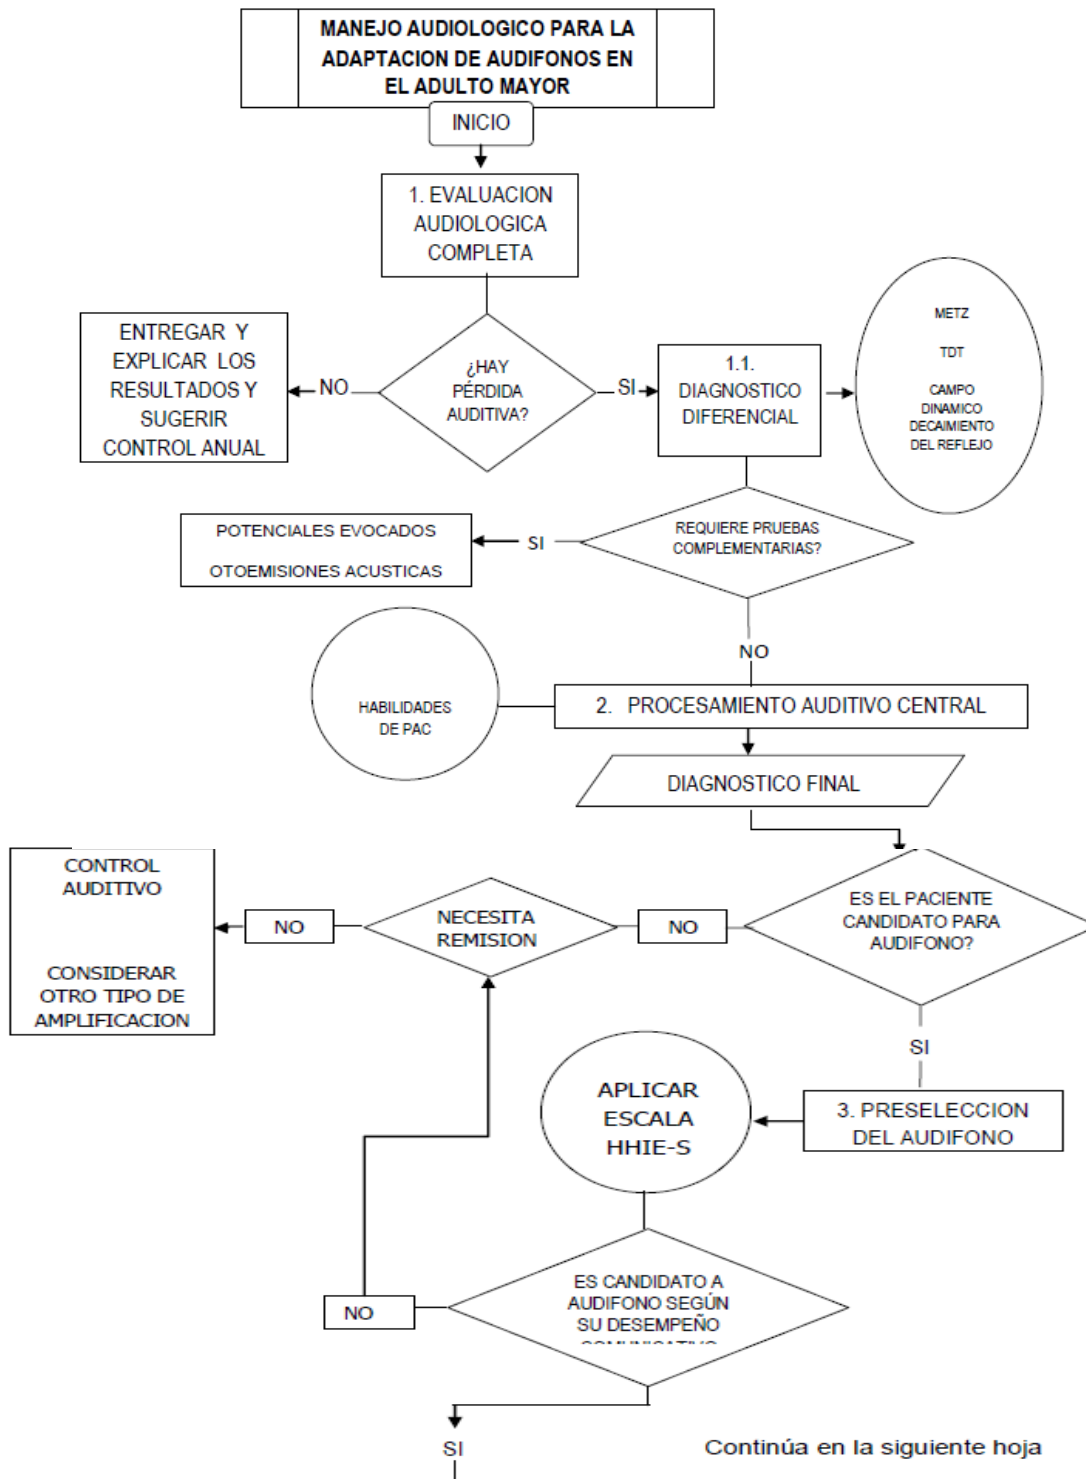 MANEJO AUDIOLOGICO PARA LA
ADAPTACION DE AUDIFONOS EN
EL ADULTO MAYOR
INICIO
1. EVALUACION
AUDIOLOGICA
COMPLETA
¿HAY
PÉRDIDA
AUDITIVA?
NO
ENTREGAR Y
EXPLICAR LOS
RESULTADOS Y
SUGERIR
CONTROL ANUAL
SI
1.1.
DIAGNOSTICO
DIFERENCIAL
METZ
TDT
CAMPO
DINAMICO
DECAIMIENTO
DEL REFLEJO
REQUIERE PRUEBAS
COMPLEMENTARIAS?
SI
POTENCIALES EVOCADOS
OTOEMISIONES ACUSTICAS
NO
HABILIDADES
DE PAC
2. PROCESAMIENTO AUDITIVO CENTRAL
DIAGNOSTICO FINAL
ES EL PACIENTE
CANDIDATO PARA
AUDIFONO?
NO
NECESITA
REMISION
NO
CONTROL
AUDITIVO
CONSIDERAR
OTRO TIPO DE
AMPLIFICACION
SI
3. PRESELECCION
DEL AUDIFONO
APLICAR
ESCALA
HHIE-S
ES CANDIDATO A
AUDIFONO SEGÚN
SU DESEMPEÑO
COMUNICATIVO
NO
SI
Continúa en la siguiente hoja